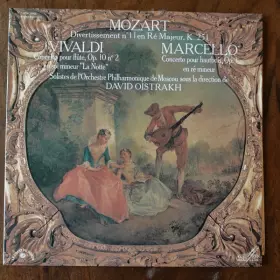 MOZART
Divertissement n° 11 en Ré Majeur, K. 251
VIVALDI
Concerto pour flûte, Op. 10 n° 2
en sol mineur "La Notte"
MARCELLO
Concerto pour hautbois, Op. 1
en ré mineur
Solistes de l'Orchestre Philharmonique de Moscou sous la direction de
DAVID OISTRAKH